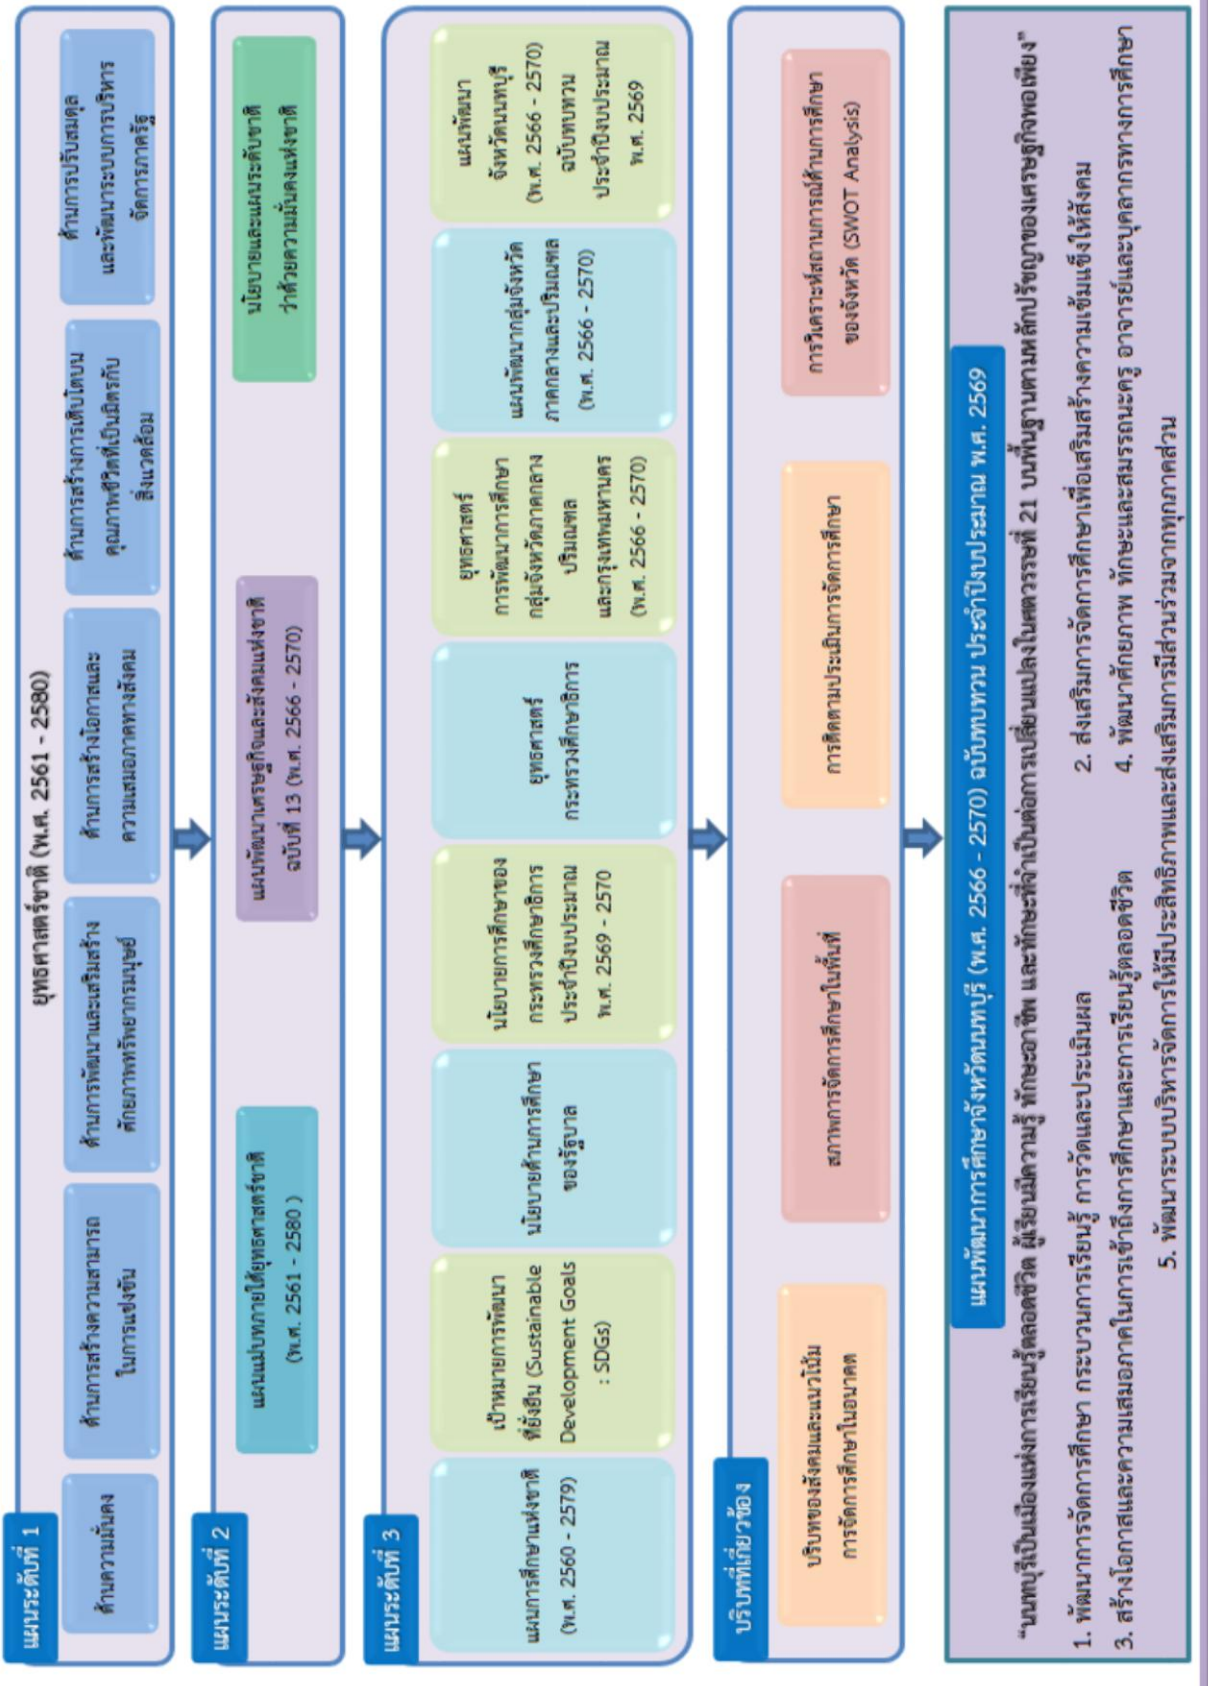 แผนระดับที่ 1
ยุทธศาสตร์ชาติ (พ.ศ. 2561 - 2580)
ด้านความมั่นคง
ด้านการสร้างความสามารถ
ในการแข่งขัน
ด้านการพัฒนาและเสริมสร้าง
ศักยภาพทรัพยากรมนุษย์
ด้านการสร้างโอกาสและ
ความเสมอภาคทางสังคม
ด้านการสร้างการเติบโตบน
คุณภาพชีวิตที่เป็นมิตรกับ
สิ่งแวดล้อม
ด้านการปรับสมดุล
และพัฒนาระบบการบริหาร
จัดการภาครัฐ
แผนระดับที่ 2
แผนแม่บทภายใต้ยุทธศาสตร์ชาติ
(พ.ศ. 2561 - 2580 )
แผนพัฒนาเศรษฐกิจและสังคมแห่งชาติ
ฉบับที่ 13 (พ.ศ. 2566 - 2570)
นโยบายและแผนระดับชาติ
ว่าด้วยความมั่นคงแห่งชาติ
แผนระดับที่ 3
แผนการศึกษาแห่งชาติ
(พ.ศ. 2560 - 2579)
เป้าหมายการพัฒนา
ที่ยั่งยืน (Sustainable
Development Goals
: SDGs)
นโยบายด้านการศึกษา
ของรัฐบาล
นโยบายการศึกษาของ
กระทรวงศึกษาธิการ
ประจำปีงบประมาณ
พ.ศ. 2569 - 2570
ยุทธศาสตร์
กระทรวงศึกษาธิการ
ยุทธศาสตร์
การพัฒนาการศึกษา
กลุ่มจังหวัดภาคกลาง
ปริมณฑล
และกรุงเทพมหานคร
(พ.ศ. 2566 - 2570)
แผนพัฒนากลุ่มจังหวัด
ภาคกลางและปริมณฑล
(พ.ศ. 2566 - 2570)
แผนพัฒนา
จังหวัดนนทบุรี
(พ.ศ. 2566 - 2570)
ฉบับทบทวน
ประจำปีงบประมาณ
พ.ศ. 2569
บริบทที่เกี่ยวข้อง
บริบทของสังคมและแนวโน้ม
การจัดการศึกษาในอนาคต
สภาพการจัดการศึกษาในพื้นที่
การติดตามประเมินการจัดการศึกษา
การวิเคราะห์สถานการณ์ด้านการศึกษา
ของจังหวัด (SWOT Analysis)
แผนพัฒนาการศึกษาจังหวัดนนทบุรี (พ.ศ. 2566 - 2570) ฉบับทบทวน ประจำปีงบประมาณ พ.ศ. 2569
“นนทบุรีเป็นเมืองแห่งการเรียนรู้ตลอดชีวิต ผู้เรียนมีความรู้ ทักษะอาชีพ และทักษะที่จำเป็นต่อการเปลี่ยนแปลงในศตวรรษที่ 21 บนพื้นฐานตามหลักปรัชญาของเศรษฐกิจพอเพียง”
1. พัฒนาการจัดการศึกษา กระบวนการเรียนรู้ การวัดและประเมินผล
2. ส่งเสริมการจัดการศึกษาเพื่อเสริมสร้างความเข้มแข็งให้สังคม
3. สร้างโอกาสและความเสมอภาคในการเข้าถึงการศึกษาและการเรียนรู้ตลอดชีวิต
4. พัฒนาศักยภาพ ทักษะและสมรรถนะครู อาจารย์และบุคลากรทางการศึกษา
5. พัฒนาระบบบริหารจัดการให้มีประสิทธิภาพและส่งเสริมการมีส่วนร่วมจากทุกภาคส่วน